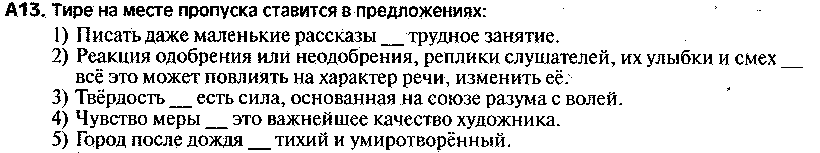 А13. Тире на месте пропуска ставится в предложениях:
1) Писать даже маленькие рассказы __ трудное занятие.
2) Реакция одобрения или неодобрения, реплики слушателей, их улыбки и смех __
всё это может повлиять на характер речи, изменить её.
3) Твёрдость __ есть сила, основанная на союзе разума с волей.
4) Чувство меры __ это важнейшее качество художника.
5) Город после дождя __ тихий и умиротворённый.